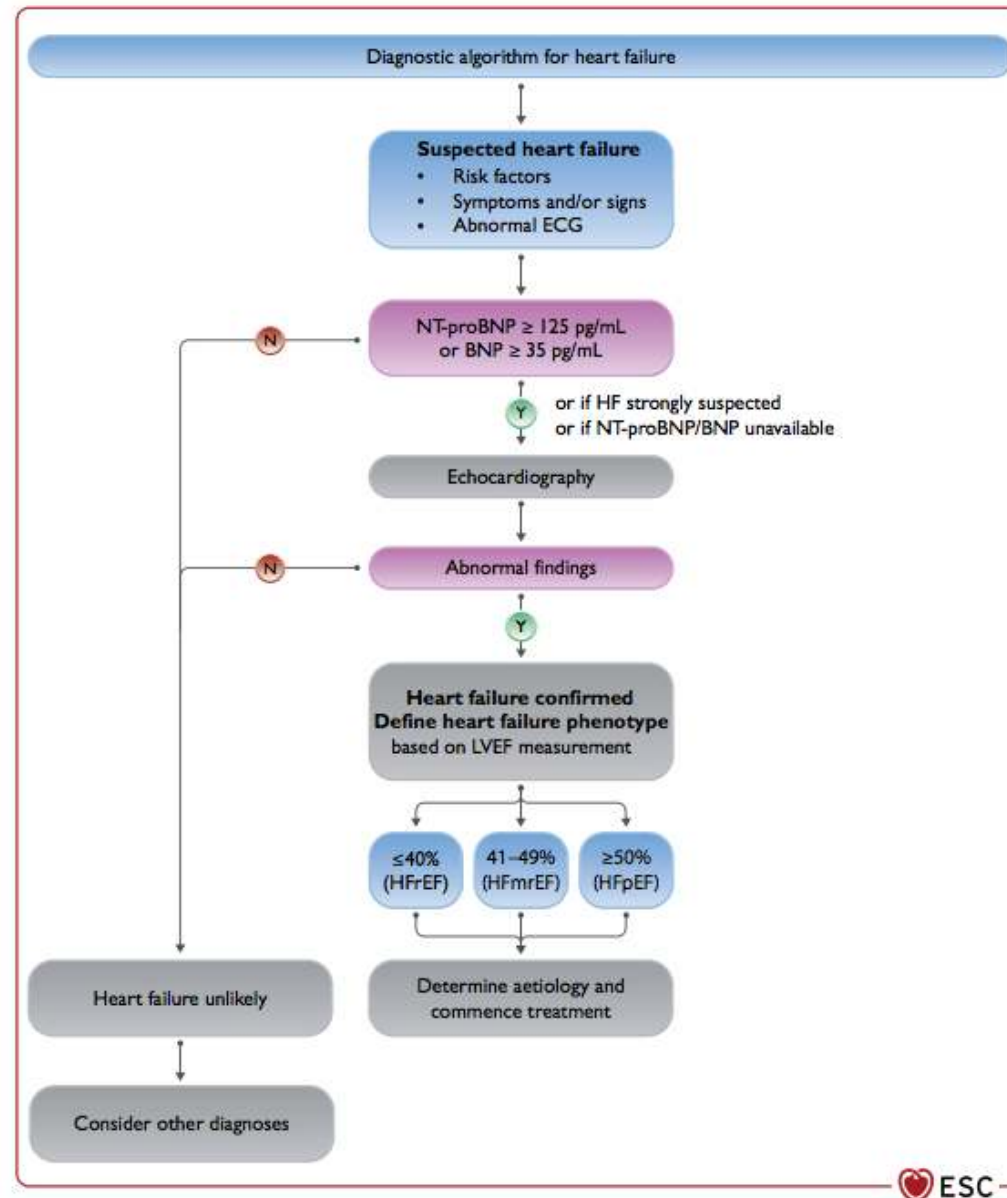 Diagnostic algorithm for heart failure
Suspected heart failure
• Risk factors
• Symptoms and/or signs
• Abnormal ECG
N
NT-proBNP ≥ 125 pg/mL
or BNP ≥ 35 pg/mL
Y
or if HF strongly suspected
or if NT-proBNP/BNP unavailable
Echocardiography
N
Abnormal findings
Y
Heart failure confirmed
Define heart failure phenotype
based on LVEF measurement
≤40%
(HFrEF)
41–49%
(HFmrEF)
≥50%
(HFpEF)
Heart failure unlikely
Determine aetiology and
commence treatment
Consider other diagnoses
ESC